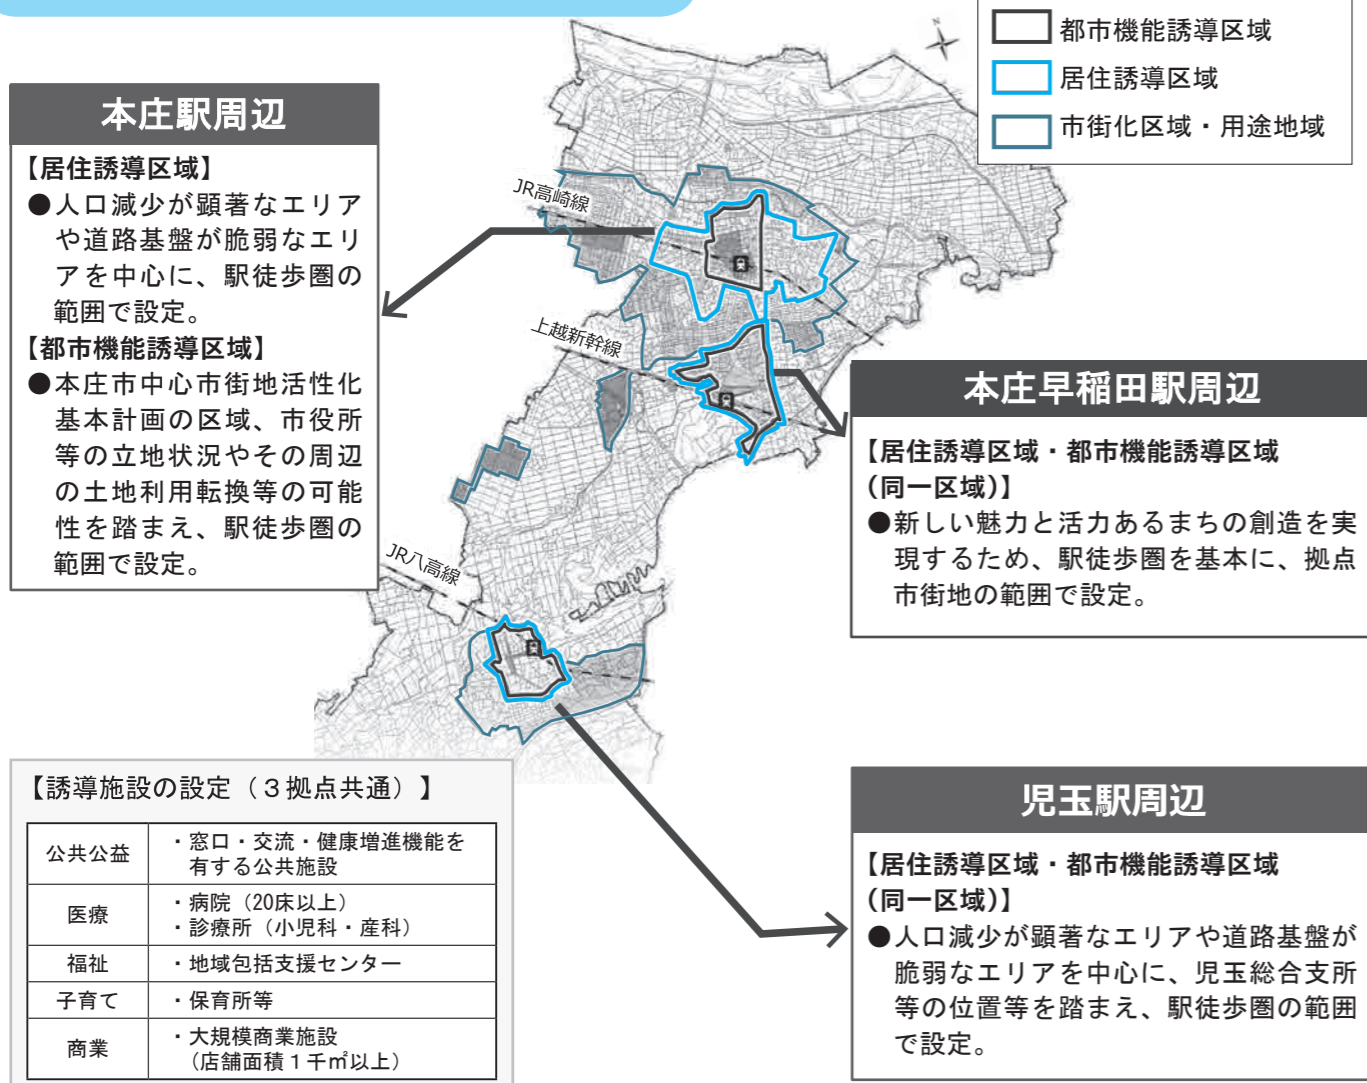 都市機能誘導区域
居住誘導区域
市街化区域・用途地域
N
本庄駅周辺
【居住誘導区域】
●人口減少が顕著なエリア
や道路基盤が脆弱なエリ
アを中心に、駅徒歩圏の
範囲で設定。
【都市機能誘導区域】
●本庄市中心市街地活性化
基本計画の区域、市役所
等の立地状況やその周辺
の土地利用転換等の可能
性を踏まえ、駅徒歩圏の
範囲で設定。
JR高崎線
上越新幹線
JR八高線
本庄早稲田駅周辺
【居住誘導区域・都市機能誘導区域
(同一区域)】
●新しい魅力と活力あるまちの創造を実
現するため、駅徒歩圏を基本に、拠点
市街地の範囲で設定。
児玉駅周辺
【居住誘導区域・都市機能誘導区域
(同一区域)】
●人口減少が顕著なエリアや道路基盤が
脆弱なエリアを中心に、児玉総合支所
等の位置等を踏まえ、駅徒歩圏の範囲
で設定。
【誘導施設の設定（３拠点共通）】
公共公益
・窓口・交流・健康増進機能を
有する公共施設
医療
・病院（20床以上）
・診療所（小児科・産科）
福祉
・地域包括支援センター
子育て
・保育所等
商業
・大規模商業施設
（店舗面積１千㎡以上）